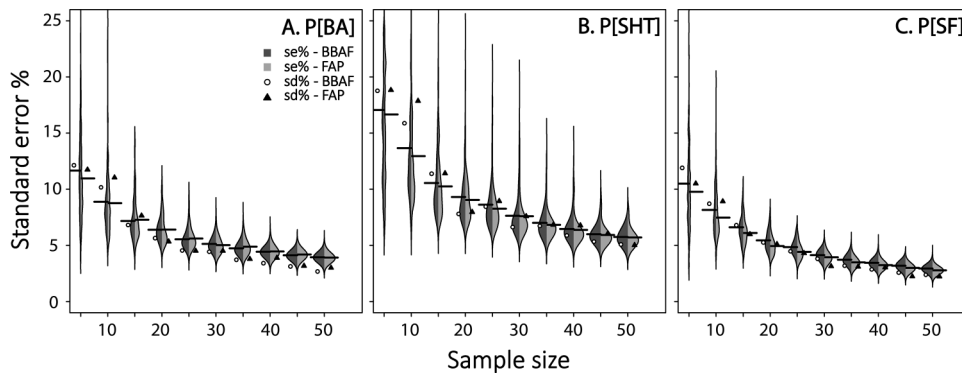 25
20
15
10
5
0
Standard error %
A. P[BA]
se% - BBAF
se% - FAP
sd% - BBAF
sd% - FAP
B. P[SHT]
C. P[SF]
10 20 30 40 50
10 20 30 40 50
10 20 30 40 50
Sample size